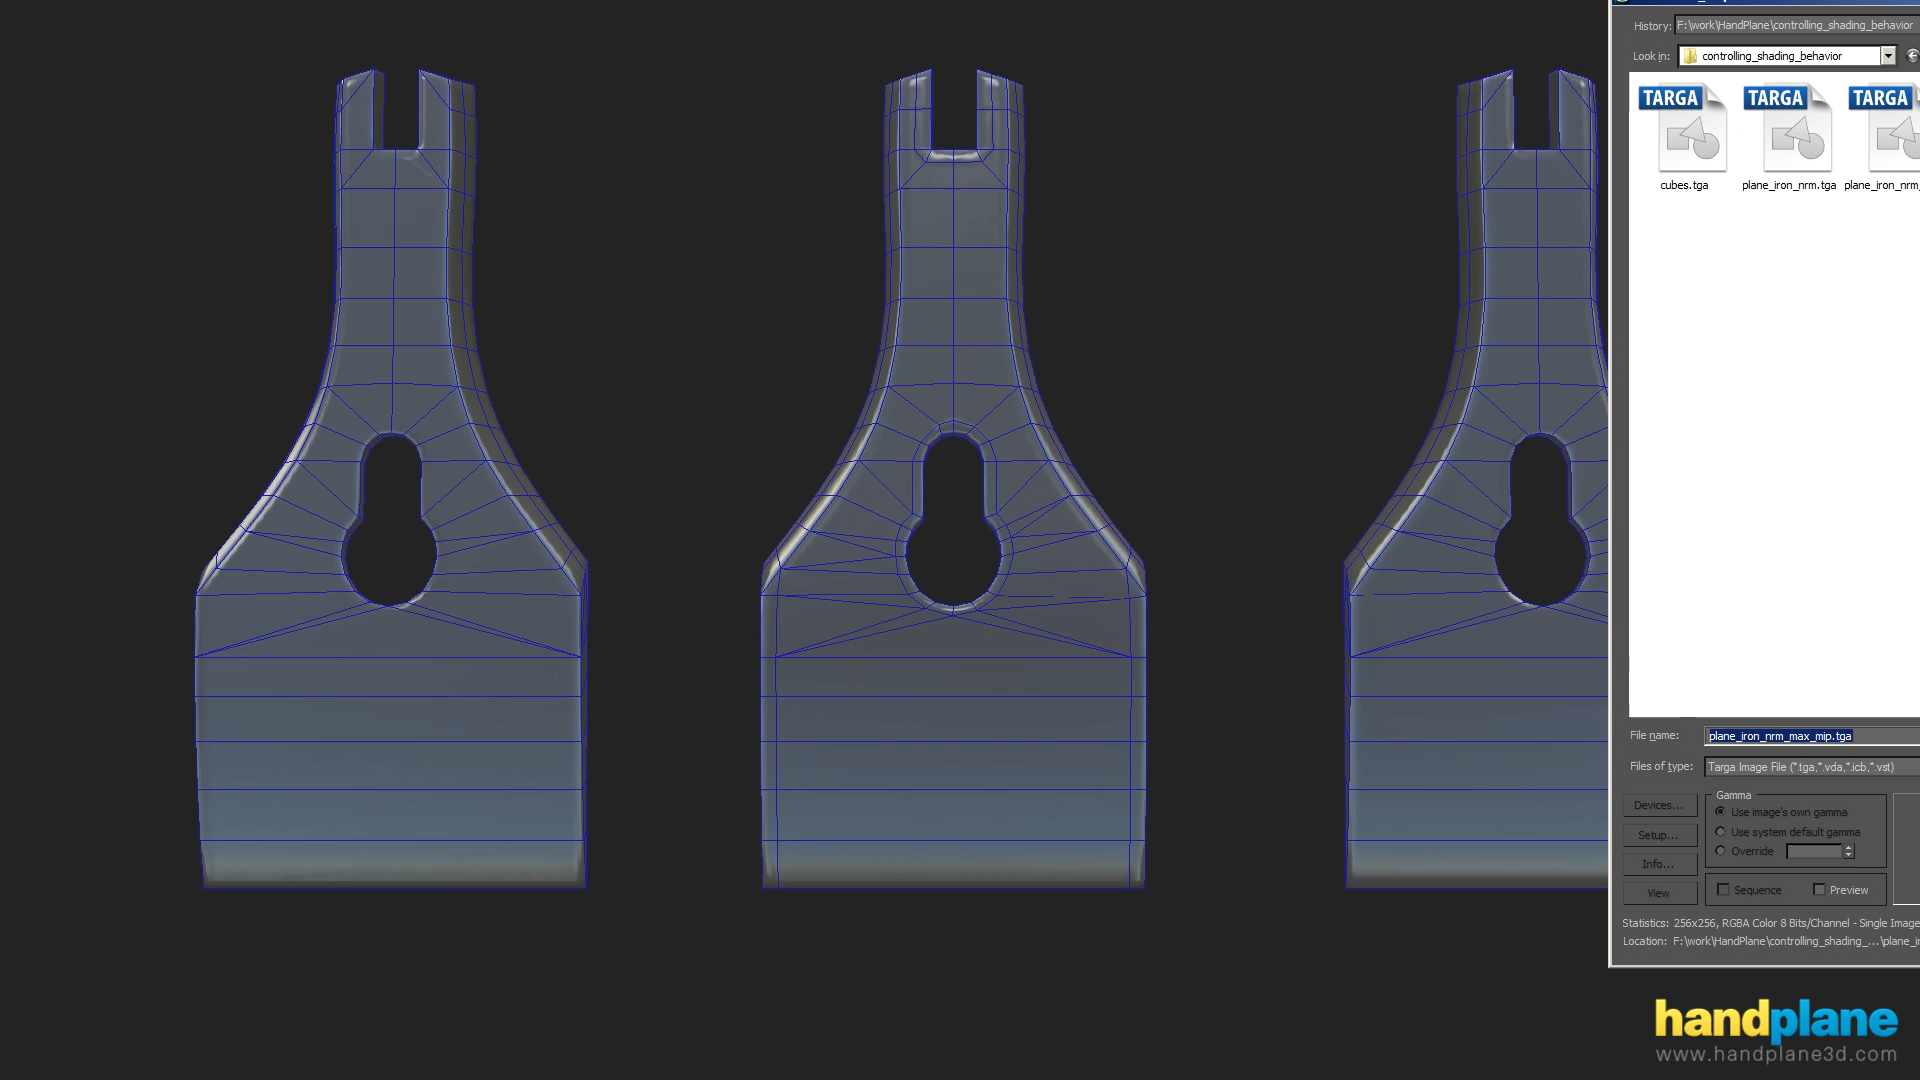 History: F:\work\HandPlane\controlling_shading_behavior
Look in: controlling_shading_behavior
TARGA TARGA TARGA
cubes.tga plane_iron_nrm.tga plane_iron_nrm_
File name: plane_iron_nrm_max_mip.tga
Files of type: Targa Image File (*.tga,*.vda,*.icb,*.vst)
Gamma
Devices...
Use image's own gamma
Setup...
Use system default gamma
Override
Info...
View
Sequence Preview
Statistics: 256x256, RGBA Color 8 Bits/Channel - Single Image
Location: F:\work\HandPlane\controlling_shading_...\plane_i
handplane
www.handplane3d.com